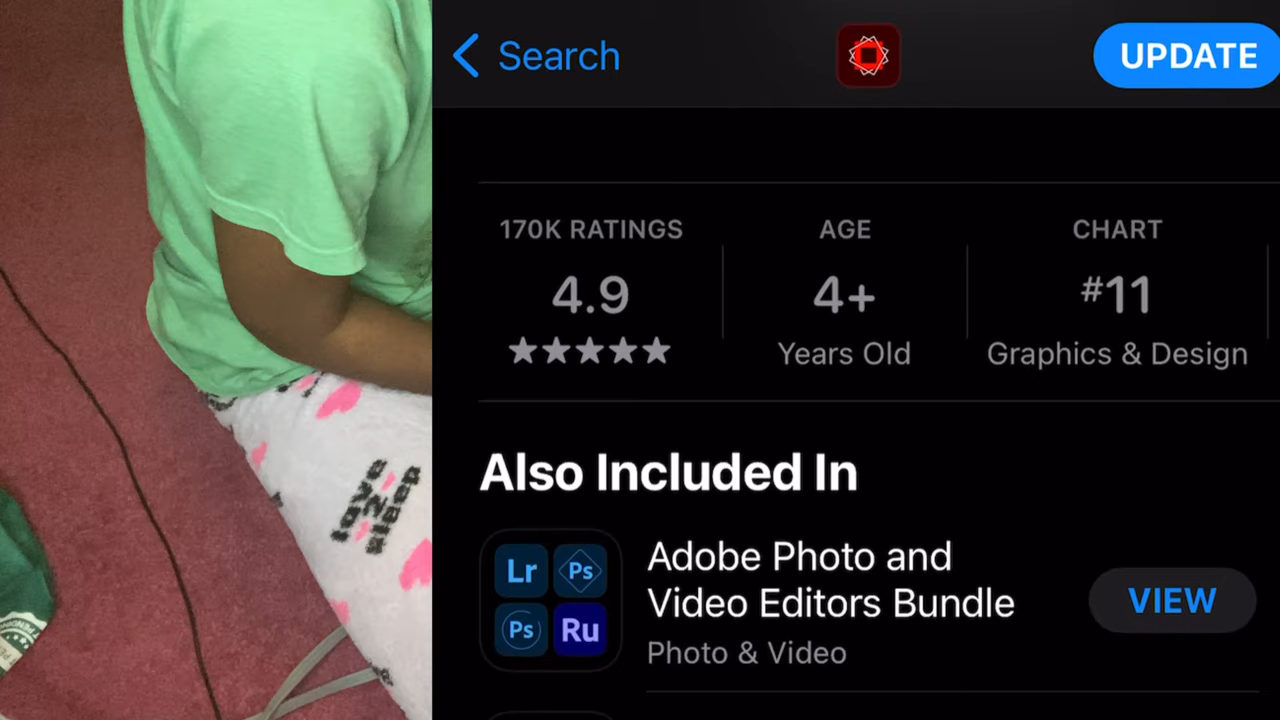 love
2
sleep
Search
UPDATE
170K RATINGS
4.9
AGE
4+
Years Old
CHART
#11
Graphics & Design
Also Included In
Lr
Ps
Ps
Ru
Adobe Photo and
Video Editors Bundle
Photo & Video
VIEW